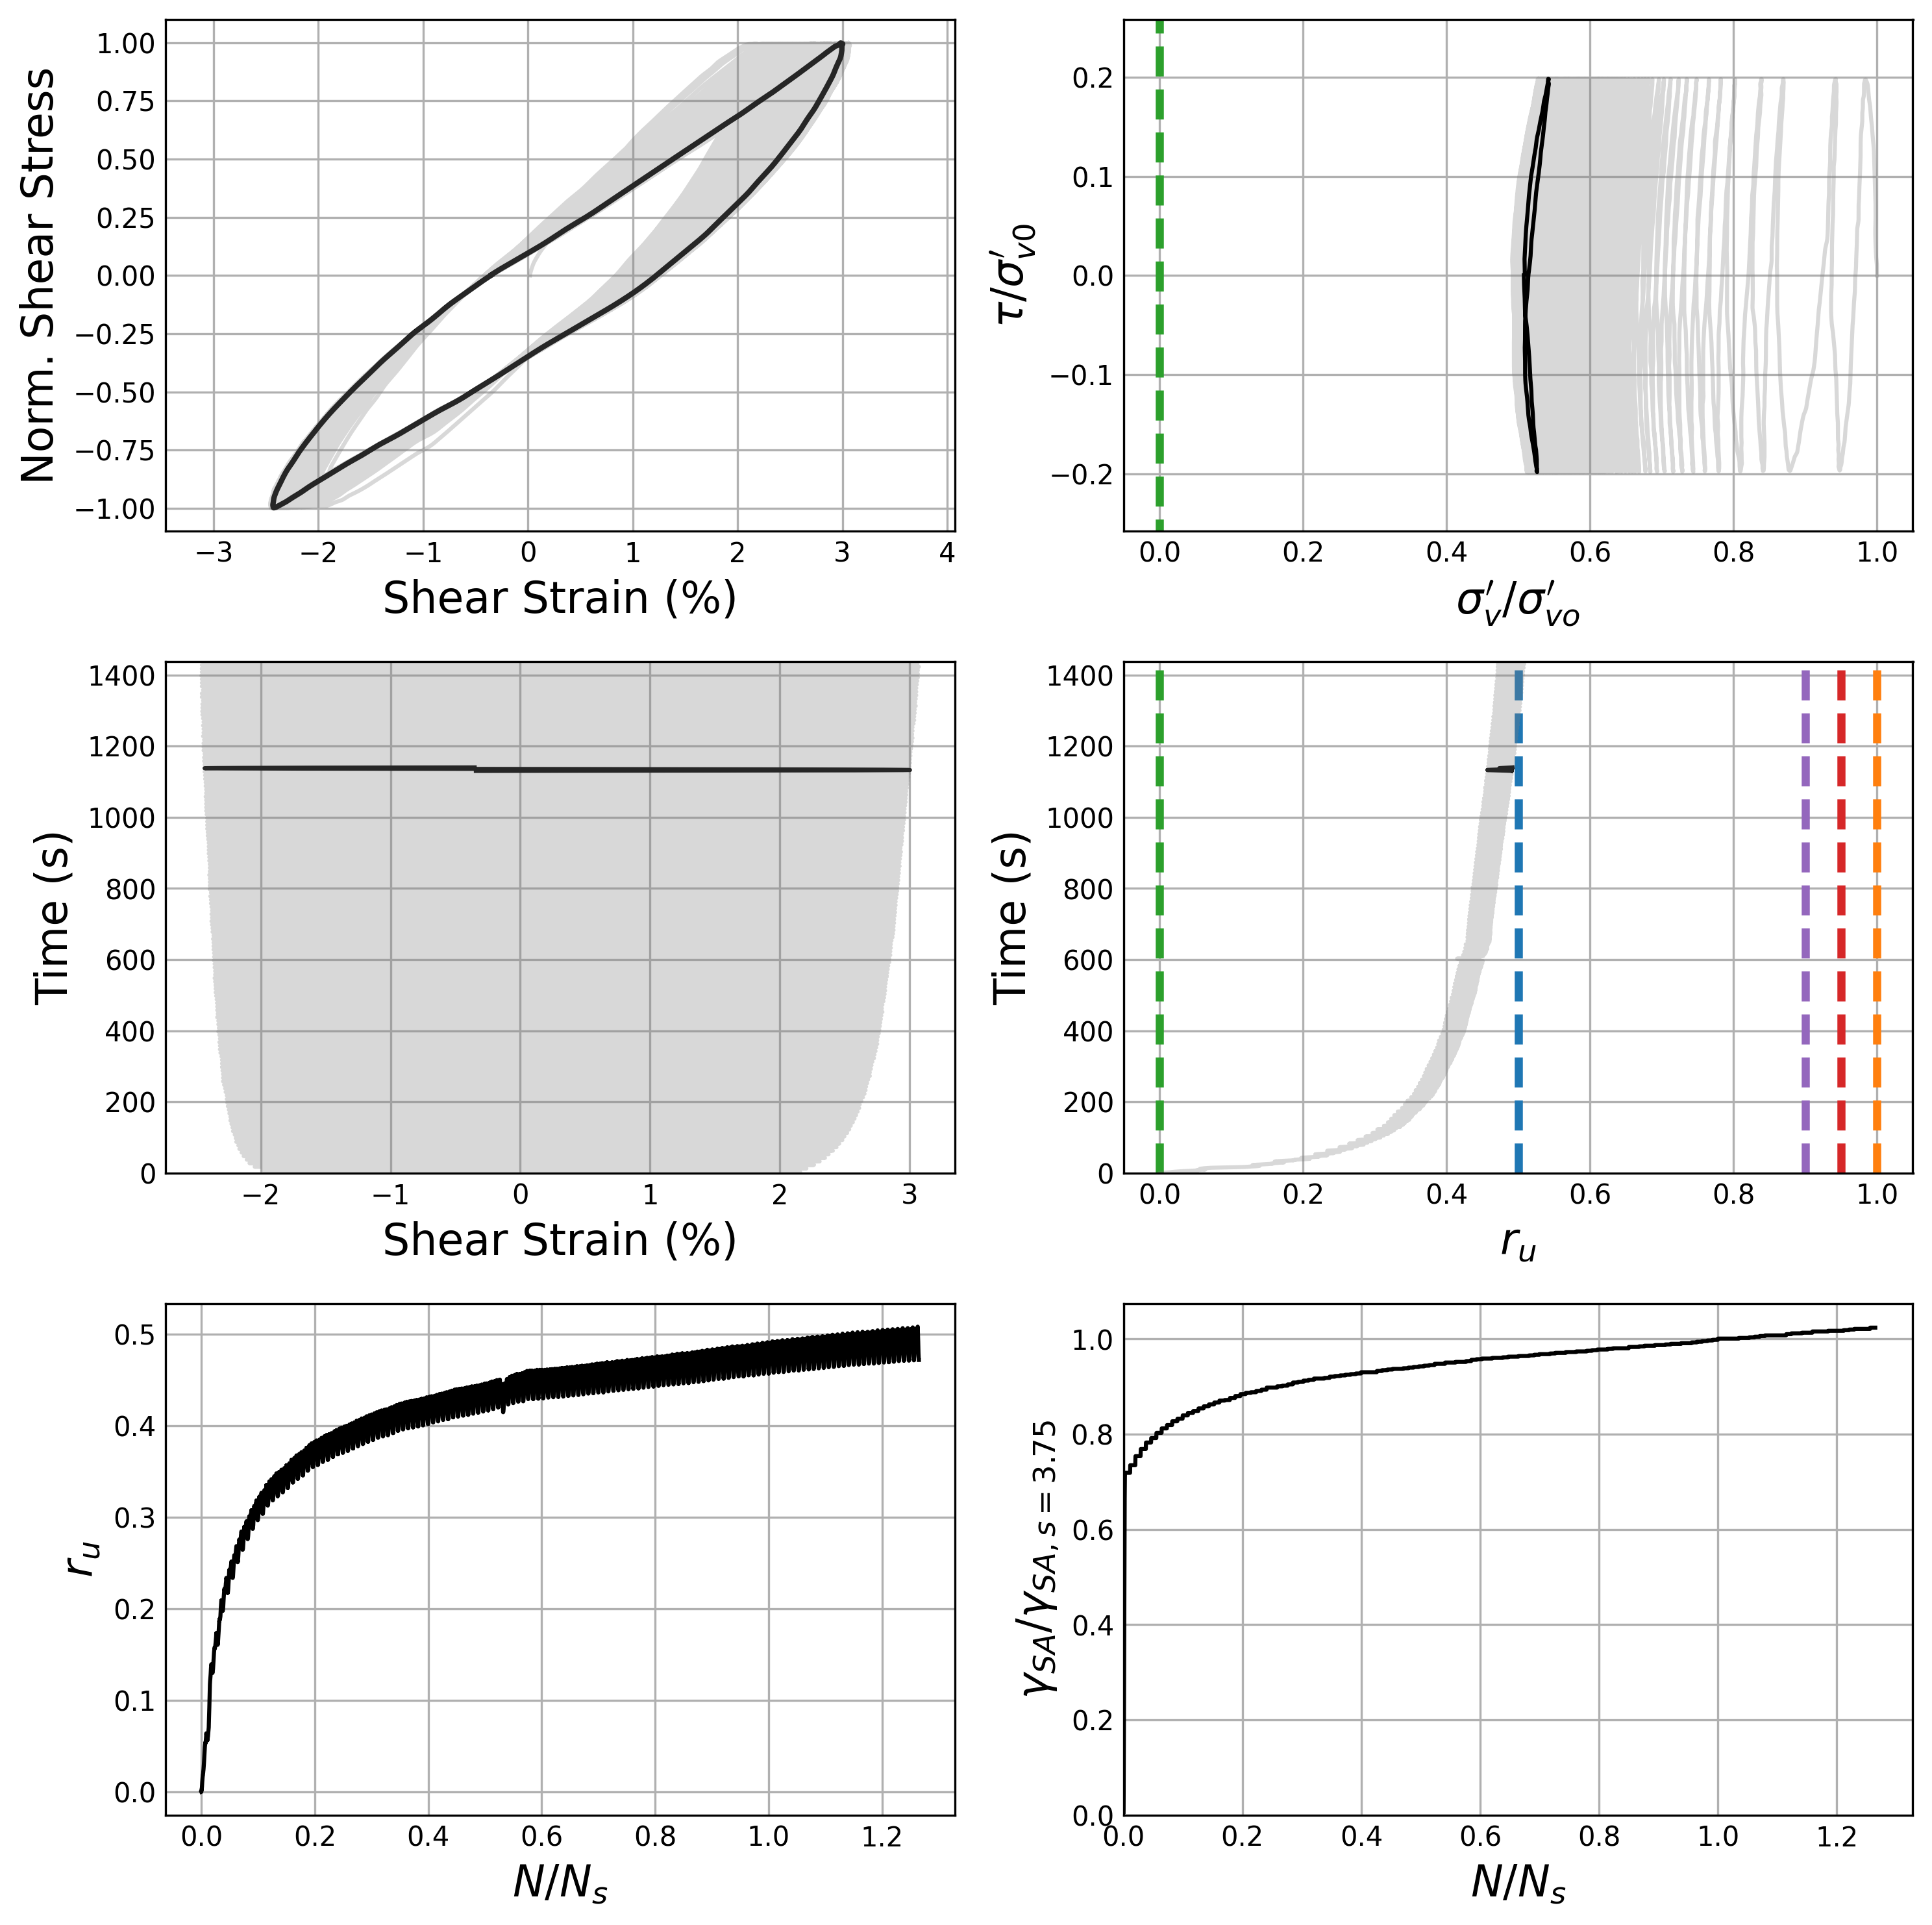 1.00
0.75
0.50
0.25
0.00
−0.25
−0.50
−0.75
−1.00
Norm. Shear Stress
−3 −2 −1 0 1 2 3 4
Shear Strain (%)
0.2
0.1
0.0
−0.1
−0.2
τ/σ′v0
0.0 0.2 0.4 0.6 0.8 1.0
σ′v/σ′vo
1400
1200
1000
800
600
400
200
0
Time (s)
−2 −1 0 1 2 3
Shear Strain (%)
1400
1200
1000
800
600
400
200
0
Time (s)
0.0 0.2 0.4 0.6 0.8 1.0
ru
0.5
0.4
0.3
0.2
0.1
0.0
ru
0.0 0.2 0.4 0.6 0.8 1.0 1.2
N/Ns
1.0
0.8
0.6
0.4
0.2
0.0
γSA/γSA, s = 3.75
0.0 0.2 0.4 0.6 0.8 1.0 1.2
N/Ns